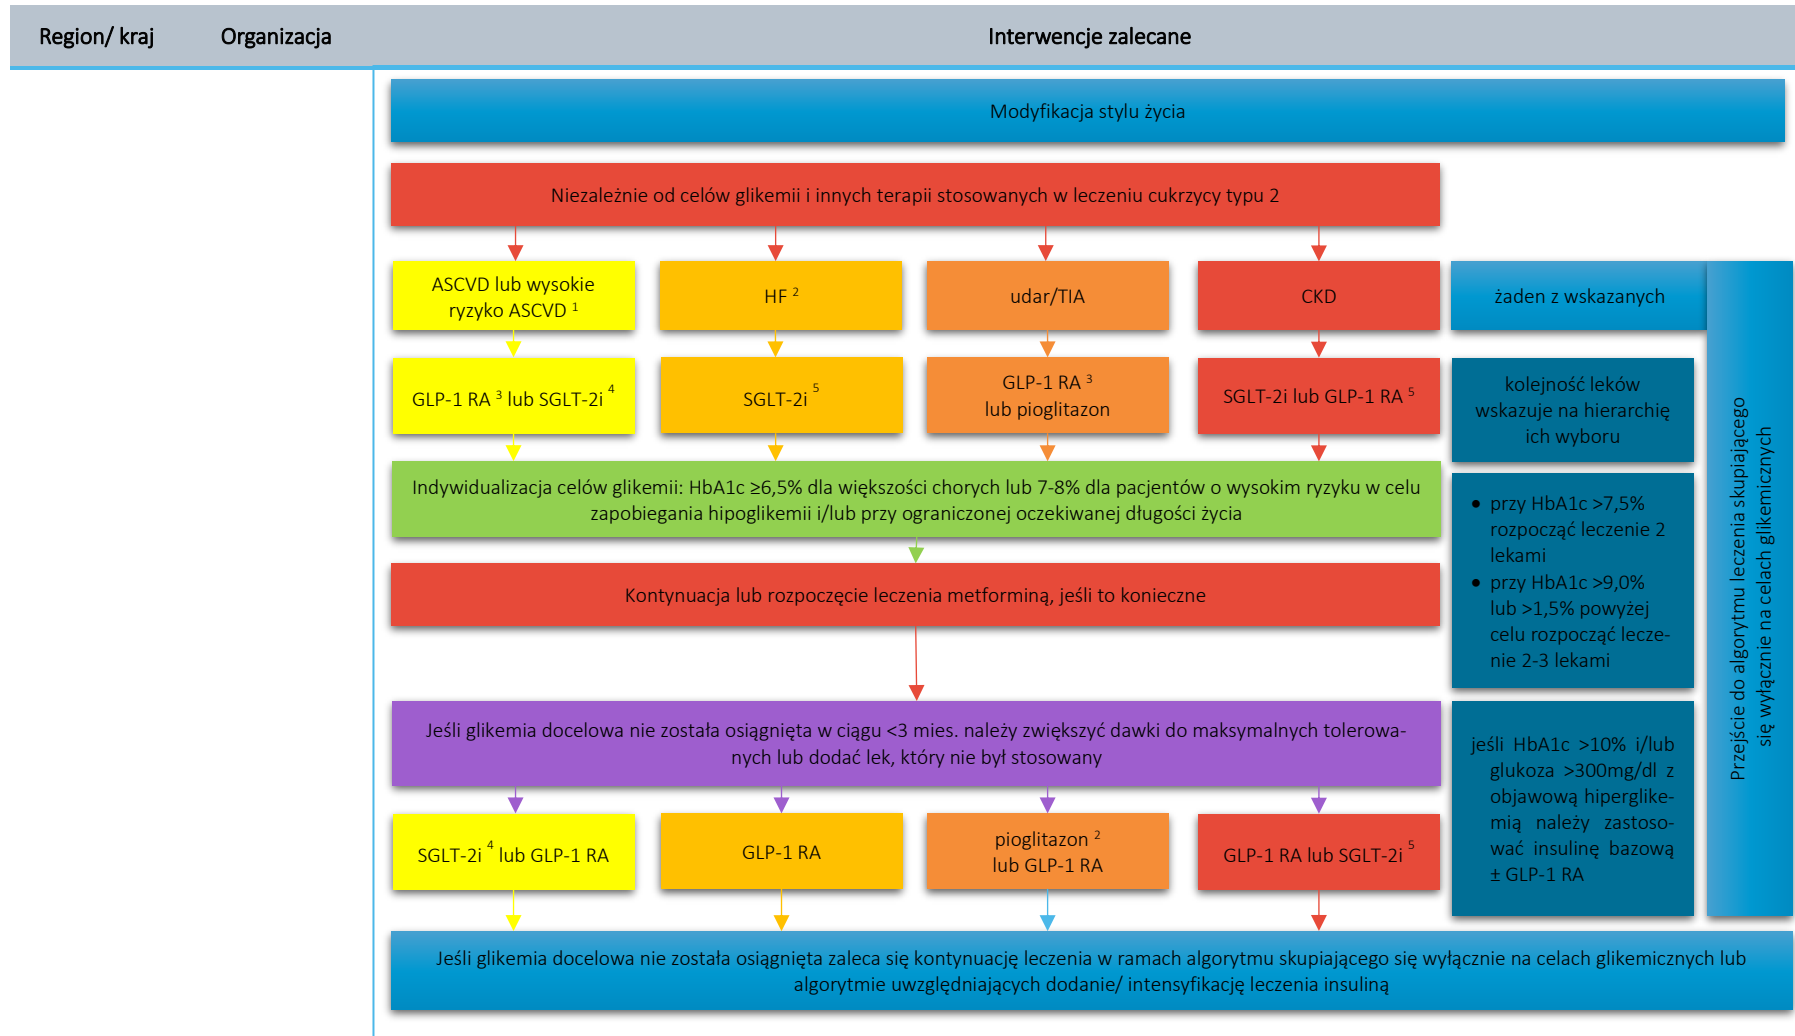 Region/ kraj Organizacja Interwencje zalecane
Modyfikacja stylu życia
Niezależnie od celów glikemii i innych terapii stosowanych w leczeniu cukrzycy typu 2
ASCVD lub wysokie
ryzyko ASCVD 1
HF 2
udar/TIA
CKD
żaden z wskazanych
GLP-1 RA 3 lub SGLT-2i 4
SGLT-2i 5
GLP-1 RA 3
lub pioglitazon
SGLT-2i lub GLP-1 RA 5
kolejność leków
wskazuje na hierarchię
ich wyboru
Indywidualizacja celów glikemii: HbA1c ≥6,5% dla większości chorych lub 7-8% dla pacjentów o wysokim ryzyku w celu
zapobiegania hipoglikemii i/lub przy ograniczonej oczekiwanej długości życia
• przy HbA1c >7,5%
rozpocząć leczenie 2
lekami
• przy HbA1c >9,0%
lub >1,5% powyżej
celu rozpocząć lecze-
nie 2-3 lekami
Kontynuacja lub rozpoczęcie leczenia metforminą, jeśli to konieczne
Jeśli glikemia docelowa nie została osiągnięta w ciągu <3 mies. należy zwiększyć dawki do maksymalnych tolerowa-
nych lub dodać lek, który nie był stosowany
jeśli HbA1c >10% i/lub
glukoza >300mg/dl z
objawową hiperglike-
mią należy zastoso-
wać insulinę bazową
± GLP-1 RA
SGLT-2i 4 lub GLP-1 RA
GLP-1 RA
pioglitazon 2
lub GLP-1 RA
GLP-1 RA lub SGLT-2i 5
Przejście do algorytmu leczenia skupiającego
się wyłącznie na celach glikemicznych
Jeśli glikemia docelowa nie została osiągnięta zaleca się kontynuację leczenia w ramach algorytmu skupiającego się wyłącznie na celach glikemicznych lub
algorytmie uwzględniających dodanie/ intensyfikację leczenia insuliną